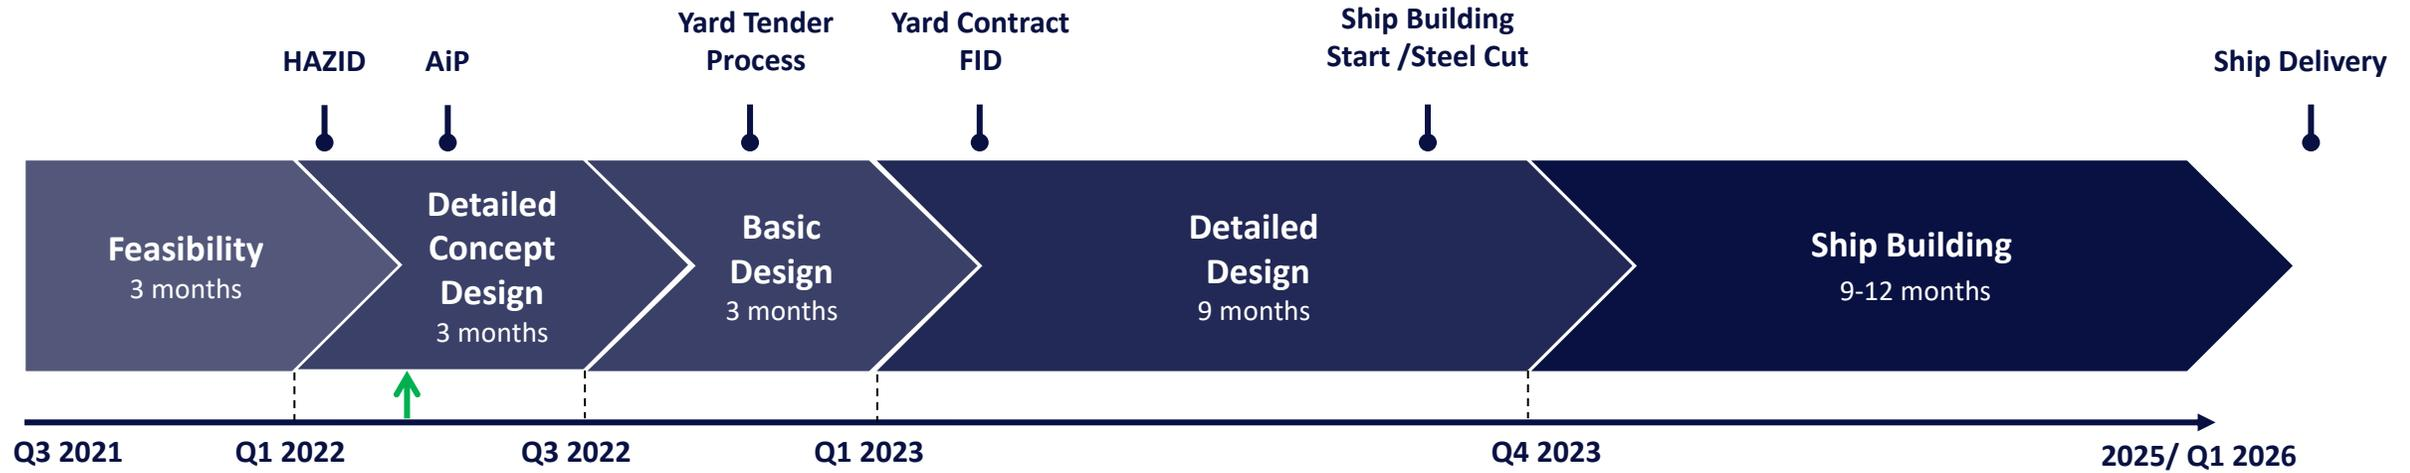 HAZID
AiP
Yard Tender
Process
Yard Contract
FID
Ship Building
Start /Steel Cut
Ship Delivery
Feasibility
3 months
Detailed
Concept
Design
3 months
Basic
Design
3 months
Detailed
Design
9 months
Ship Building
9-12 months
Q3 2021
Q1 2022
Q3 2022
Q1 2023
Q4 2023
2025/ Q1 2026